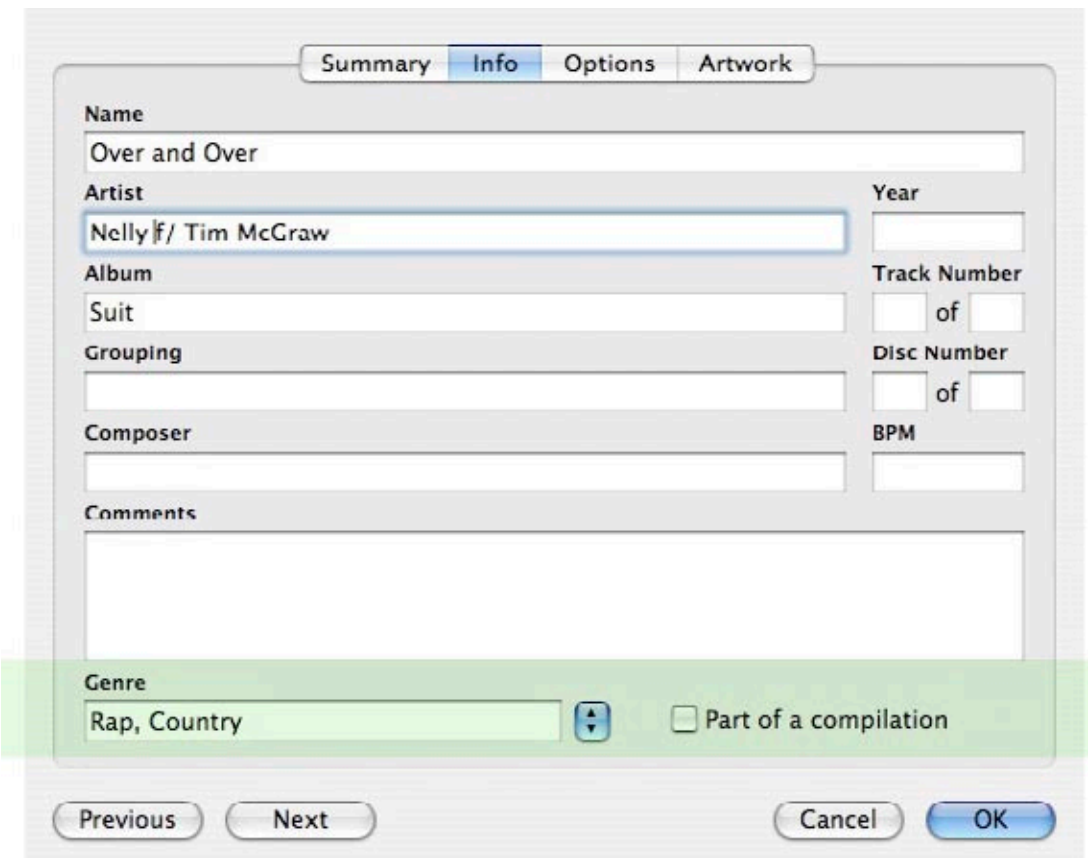 Summary Info Options Artwork
Name
Over and Over
Artist Year
Nelly f/ Tim McGraw
Album Track Number
Suit of
Grouping Disc Number
of
Composer BPM
Comments
Genre
Rap, Country Part of a compilation
Previous Next Cancel OK